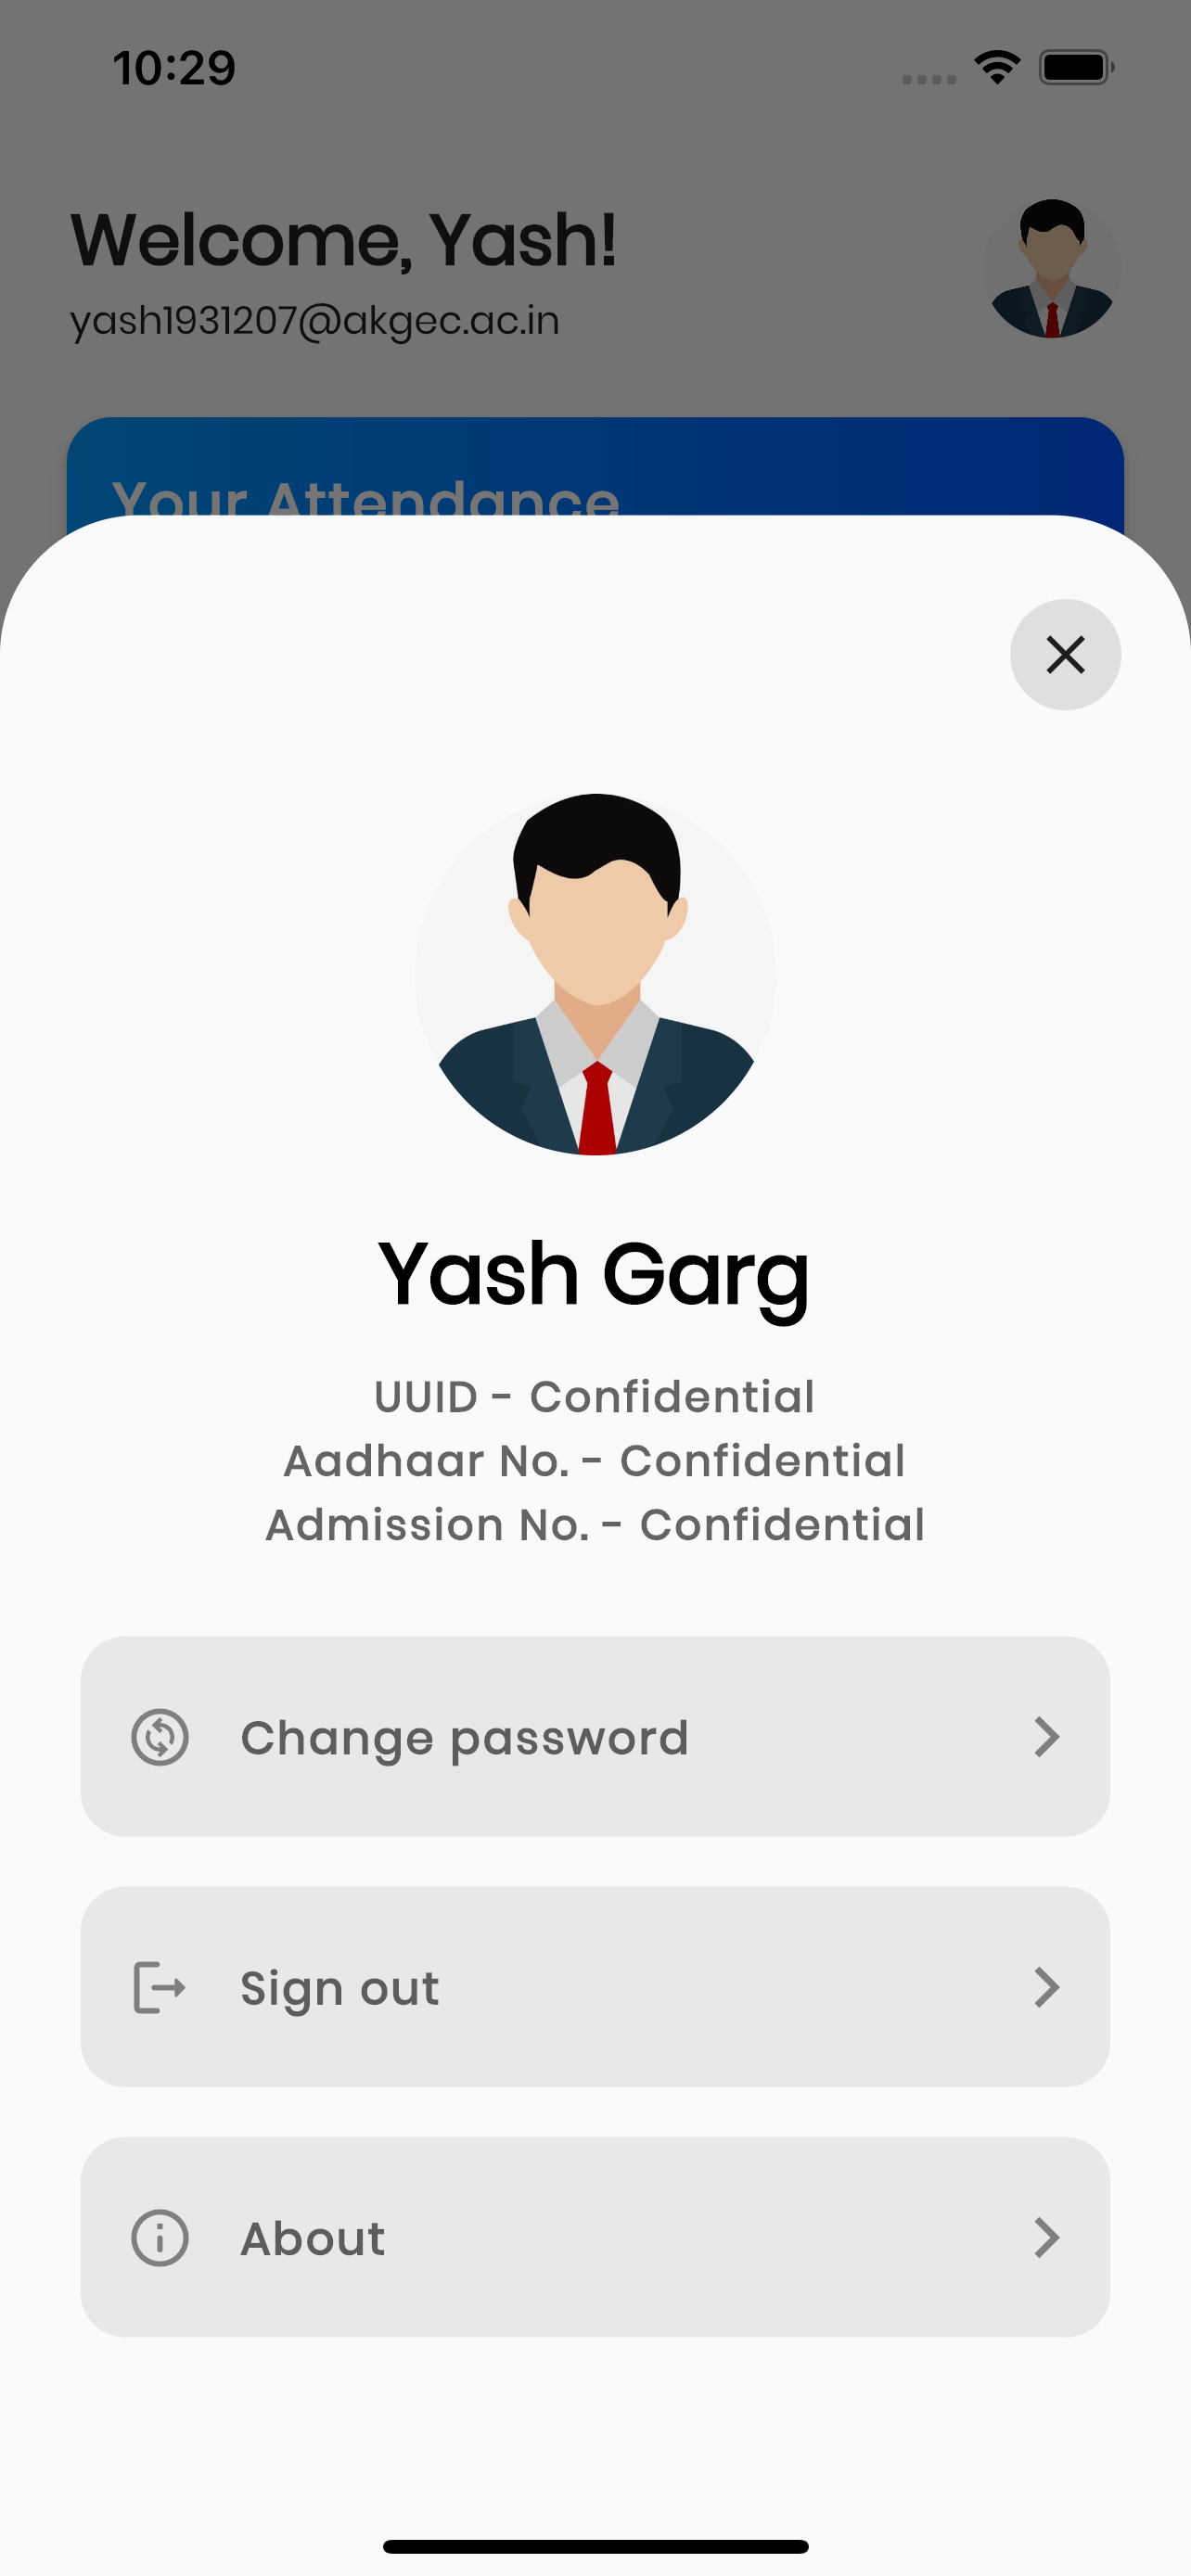 10:29
Welcome, Yash!
yash1931207@akgec.ac.in
Your Attendance
Yash Garg
UUID - Confidential
Aadhaar No. - Confidential
Admission No. - Confidential
Change password
Sign out
About